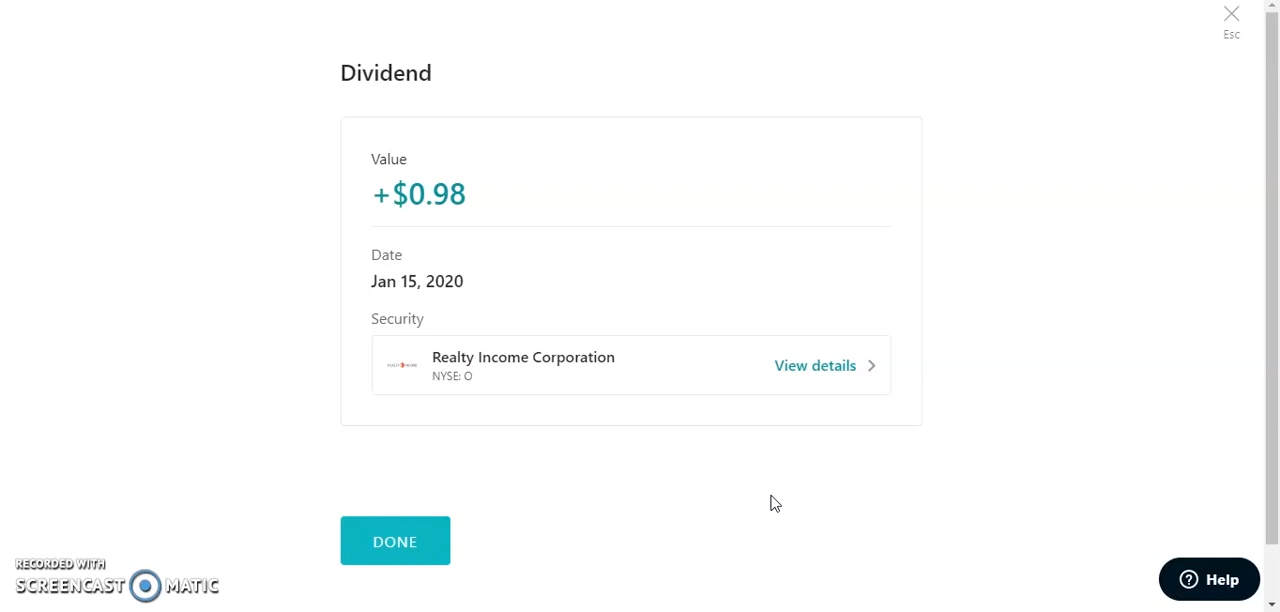 Esc
Dividend
Value
+$0.98
Date
Jan 15, 2020
Security
Realty Income Corporation
NYSE: O
View details
DONE
RECORDED WITH
SCREENCAST MATIC
Help